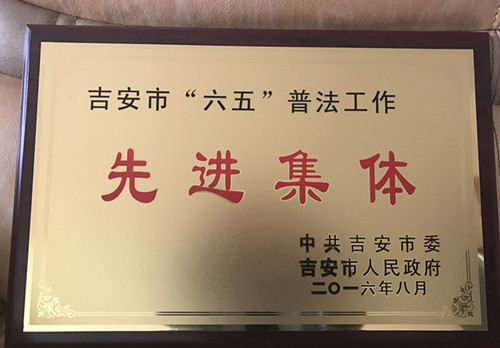 吉安市“六五”普法工作
先进集体
中共吉安市委
吉安市人民政府
二〇一六年八月